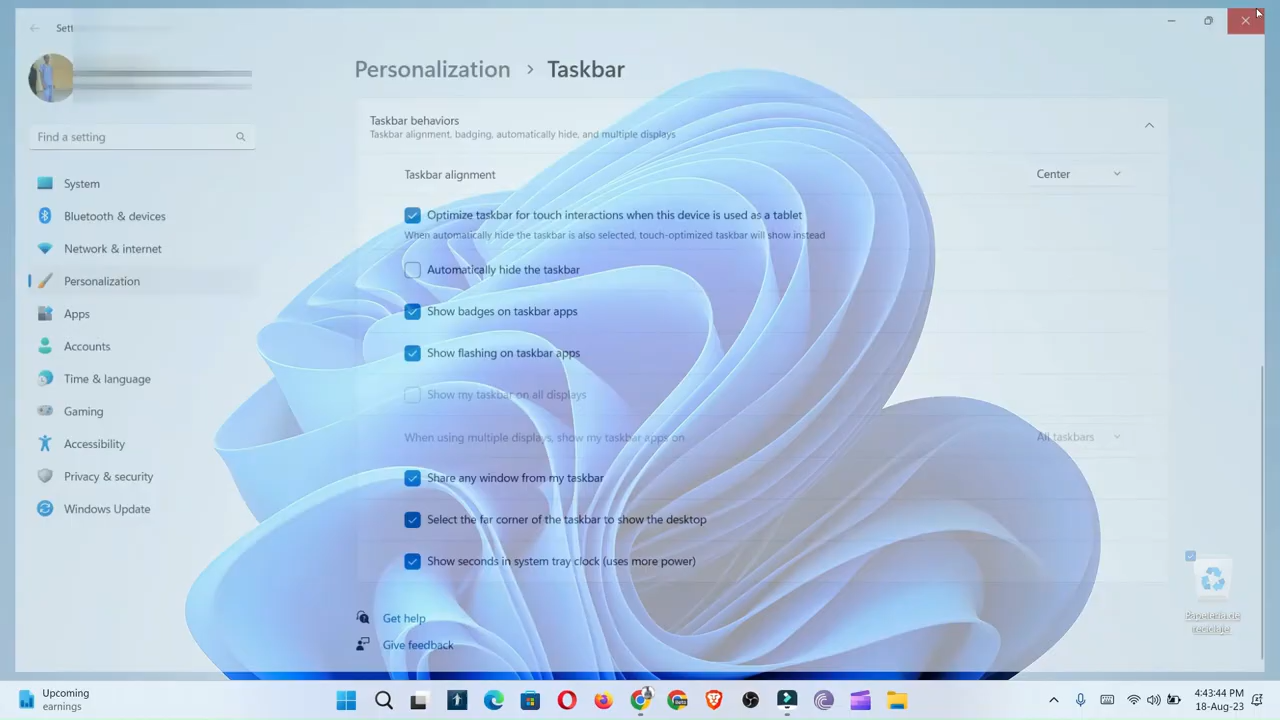 Sett
Personalization › Taskbar
Find a setting
System
Bluetooth & devices
Network & internet
Personalization
Apps
Accounts
Time & language
Gaming
Accessibility
Privacy & security
Windows Update
Taskbar behaviors
Taskbar alignment, badging, automatically hide, and multiple displays
Taskbar alignment
Center
Optimize taskbar for touch interactions when this device is used as a tablet
When automatically hide the taskbar is also selected, touch-optimized taskbar will show instead
Automatically hide the taskbar
Show badges on taskbar apps
Show flashing on taskbar apps
Show my taskbar on all displays
When using multiple displays, show my taskbar apps on
All taskbars
Share any window from my taskbar
Select the far corner of the taskbar to show the desktop
Show seconds in system tray clock (uses more power)
Get help
Give feedback
Papelera de
reciclaje
Upcoming
earnings
4:43:44 PM
18-Aug-23